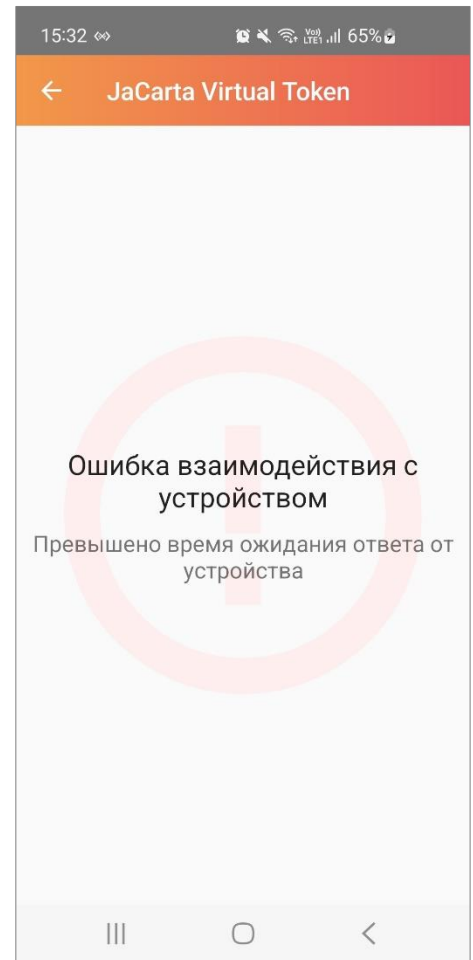 15:32 65%
JaCarta Virtual Token
Ошибка взаимодействия с
устройством
Превышено время ожидания ответа от
устройства